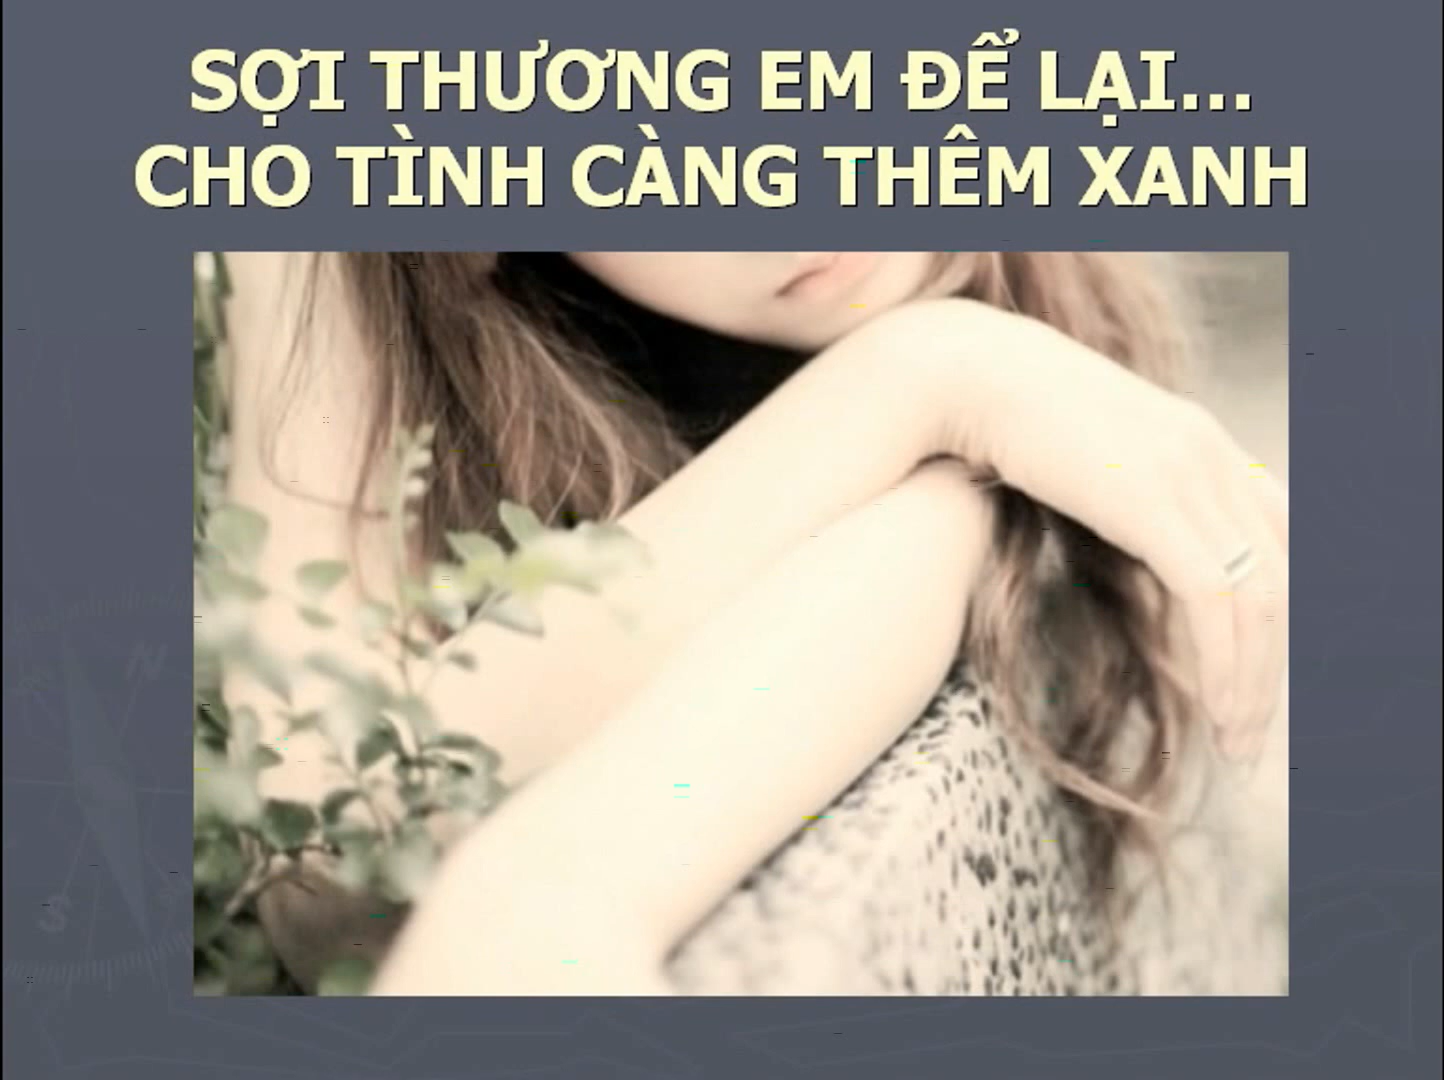 SỢI THƯƠNG EM ĐỂ LẠI...
CHO TÌNH CÀNG THÊM XANH